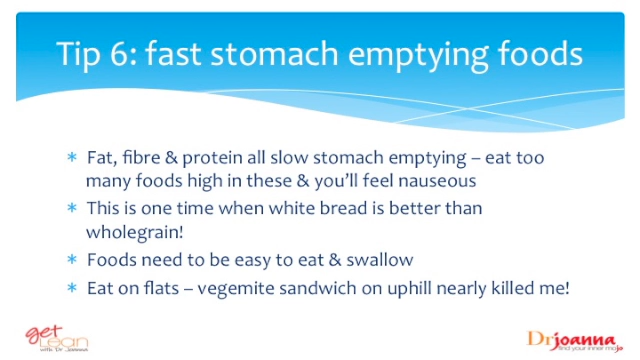 Tip 6: fast stomach emptying foods
* Fat, fibre & protein all slow stomach emptying – eat too
many foods high in these & you'll feel nauseous
* This is one time when white bread is better than
wholegrain!
* Foods need to be easy to eat & swallow
* Eat on flats – vegemite sandwich on uphill nearly killed me!
get
Lean
with Dr Joanna
Drjoanna
find your inner mojo